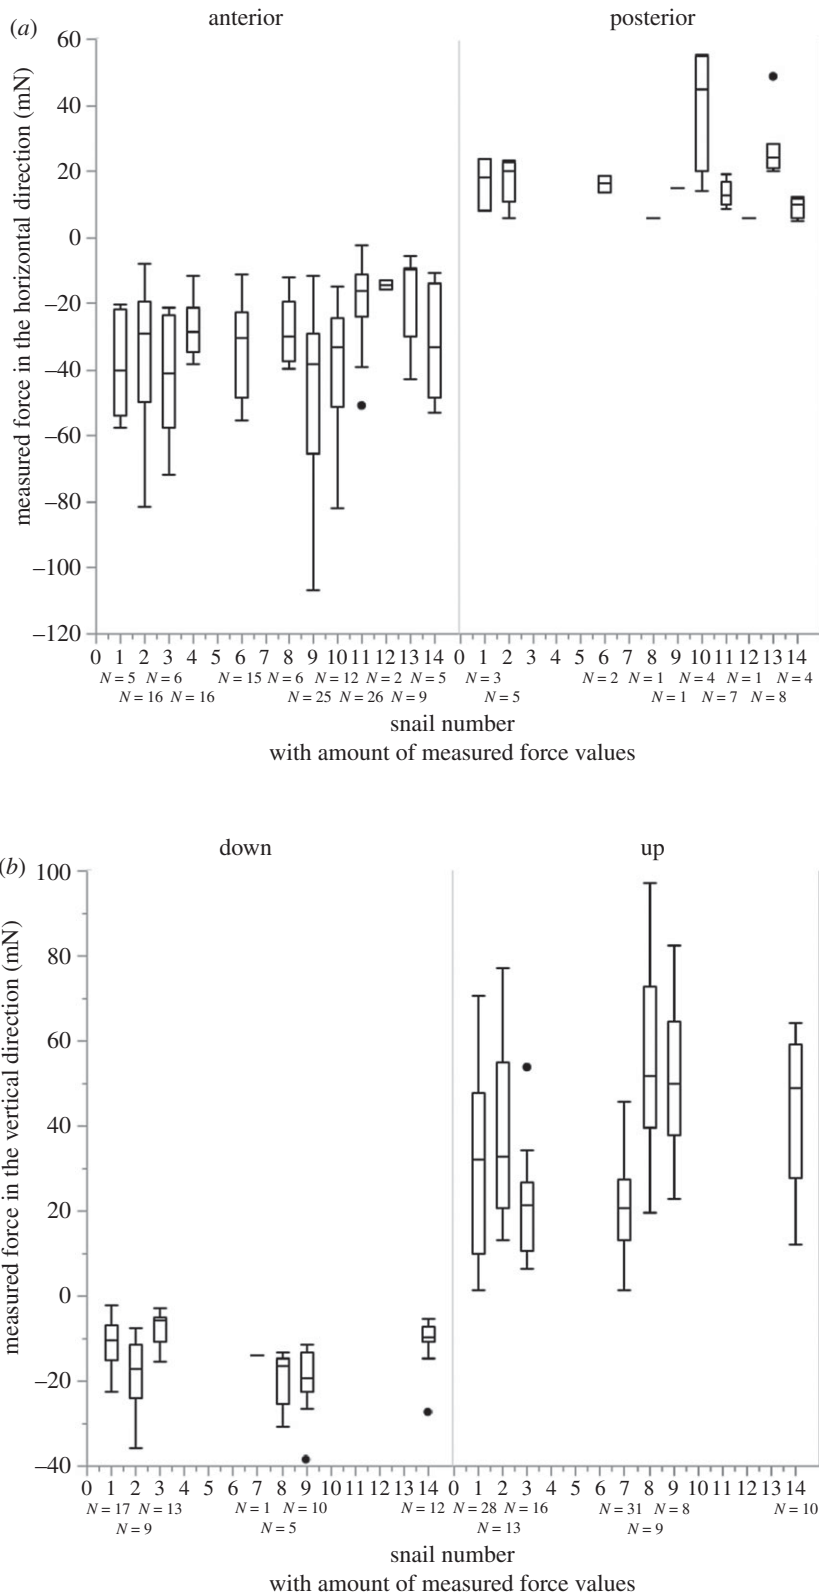 (a) anterior posterior
measured force in the horizontal direction (mN)
60
40
20
0
–20
–40
–60
–80
–100
–120
0 1 2 3 4 5 6 7 8 9 10 11 12 13 14 0 1 2 3 4 5 6 7 8 9 10 11 12 13 14
N = 5 N = 6 N = 15 N = 6 N = 12 N = 2 N = 5 N = 3 N = 2 N = 1 N = 4 N = 1 N = 4
N = 16 N = 16 N = 25 N = 26 N = 9 N = 5 N = 1 N = 7 N = 8
snail number
with amount of measured force values
(b) down up
measured force in the vertical direction (mN)
100
80
60
40
20
0
–20
–40
0 1 2 3 4 5 6 7 8 9 10 11 12 13 14 0 1 2 3 4 5 6 7 8 9 10 11 12 13 14
N = 17 N = 13 N = 1 N = 10 N = 12 N = 28 N = 16 N = 31 N = 8 N = 10
N = 9 N = 5 N = 13 N = 9
snail number
with amount of measured force values